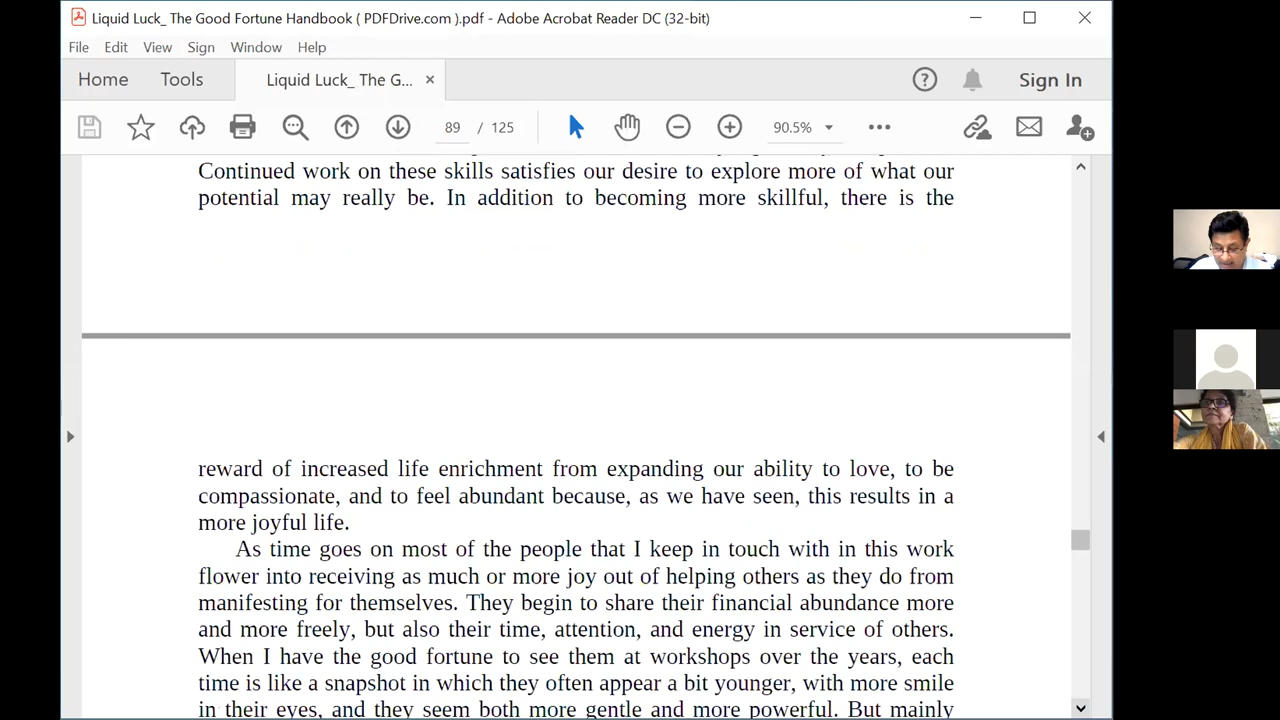 Liquid Luck_ The Good Fortune Handbook ( PDFDrive.com ).pdf - Adobe Acrobat Reader DC (32-bit)
File Edit View Sign Window Help
Home Tools Liquid Luck_ The G... × Sign In
89 / 125 90.5%
Continued work on these skills satisfies our desire to explore more of what our
potential may really be. In addition to becoming more skillful, there is the
reward of increased life enrichment from expanding our ability to love, to be
compassionate, and to feel abundant because, as we have seen, this results in a
more joyful life.
As time goes on most of the people that I keep in touch with in this work
flower into receiving as much or more joy out of helping others as they do from
manifesting for themselves. They begin to share their financial abundance more
and more freely, but also their time, attention, and energy in service of others.
When I have the good fortune to see them at workshops over the years, each
time is like a snapshot in which they often appear a bit younger, with more smile
in their eyes, and they seem both more gentle and more powerful. But mainly